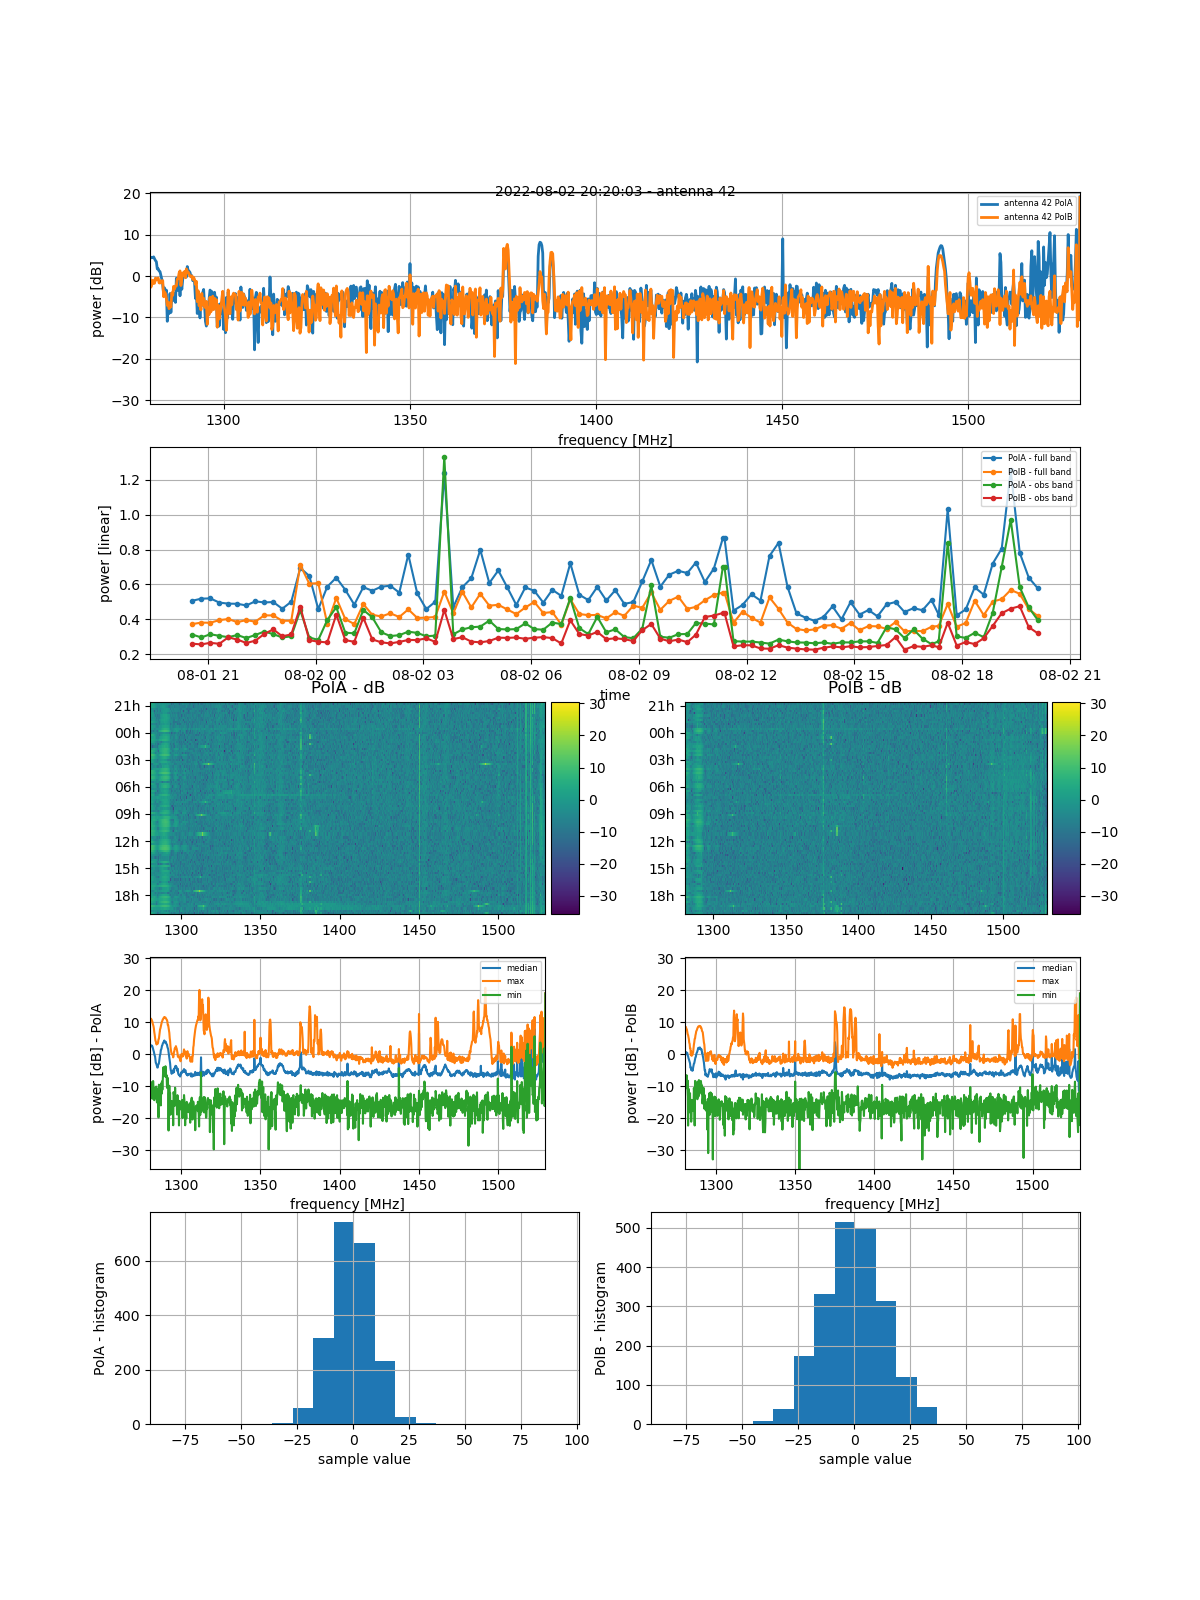 2022-08-02 20:20:03 - antenna 42
20
10
0
−10
−20
−30
power [dB]
antenna 42 PolA
antenna 42 PolB
1300 1350 1400 1450 1500
frequency [MHz]
1.2
1.0
0.8
0.6
0.4
0.2
power [linear]
PolA - full band
PolB - full band
PolA - obs band
PolB - obs band
08-01 21 08-02 00 08-02 03 08-02 06 08-02 09 08-02 12 08-02 15 08-02 18 08-02 21
time
PolA - dB
21h
00h
03h
06h
09h
12h
15h
18h
1300 1350 1400 1450 1500
30
20
10
0
−10
−20
−30
PolB - dB
21h
00h
03h
06h
09h
12h
15h
18h
1300 1350 1400 1450 1500
30
20
10
0
−10
−20
−30
30
20
10
0
−10
−20
−30
power [dB] - PolA
median
max
min
1300 1350 1400 1450 1500
frequency [MHz]
30
20
10
0
−10
−20
−30
power [dB] - PolB
median
max
min
1300 1350 1400 1450 1500
frequency [MHz]
600
400
200
0
PolA - histogram
−75 −50 −25 0 25 50 75 100
sample value
500
400
300
200
100
0
PolB - histogram
−75 −50 −25 0 25 50 75 100
sample value